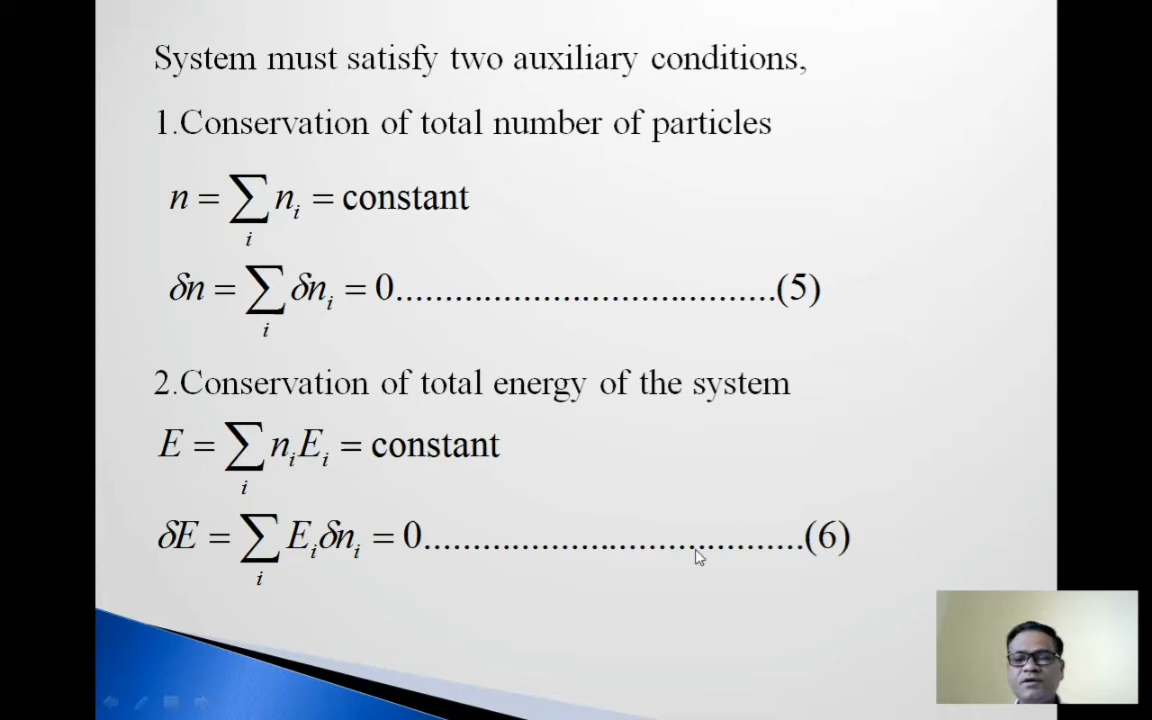 System must satisfy two auxiliary conditions,
1.Conservation of total number of particles
n = ∑ nᵢ = constant
i
δn = ∑ δnᵢ = 0......................................(5)
i
2.Conservation of total energy of the system
E = ∑ nᵢEᵢ = constant
i
δE = ∑ Eᵢδnᵢ = 0......................................(6)
i